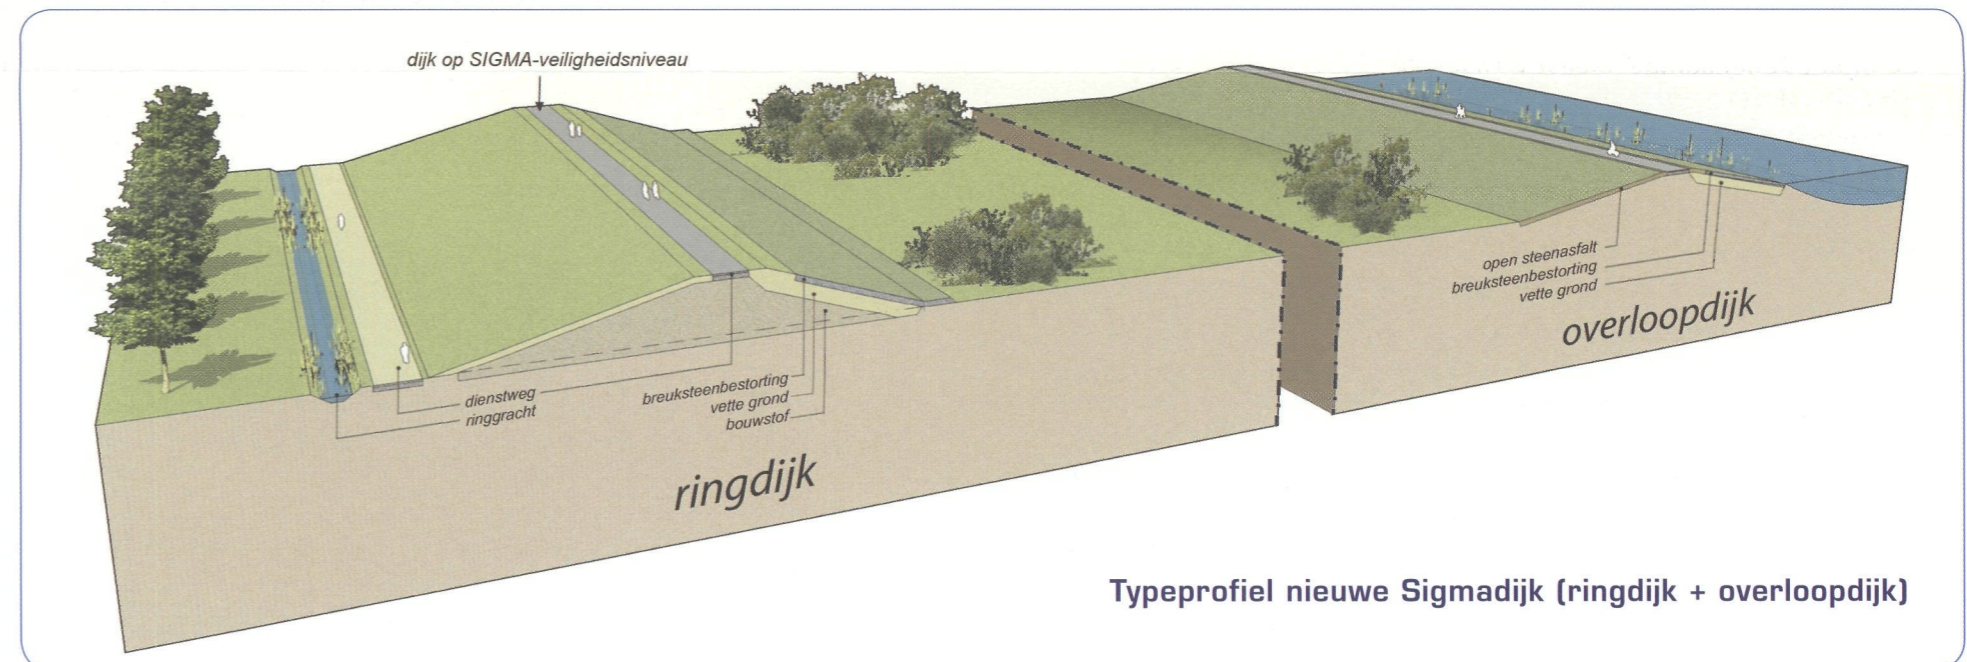 dijk op SIGMA-veiligheidsniveau
dienstweg
ringgracht
breuksteenbestorting
vette grond
bouwstof
ringdijk
open steenasfalt
breuksteenbestorting
vette grond
overloopdijk
Typeprofiel nieuwe Sigmadijk (ringdijk + overloopdijk)